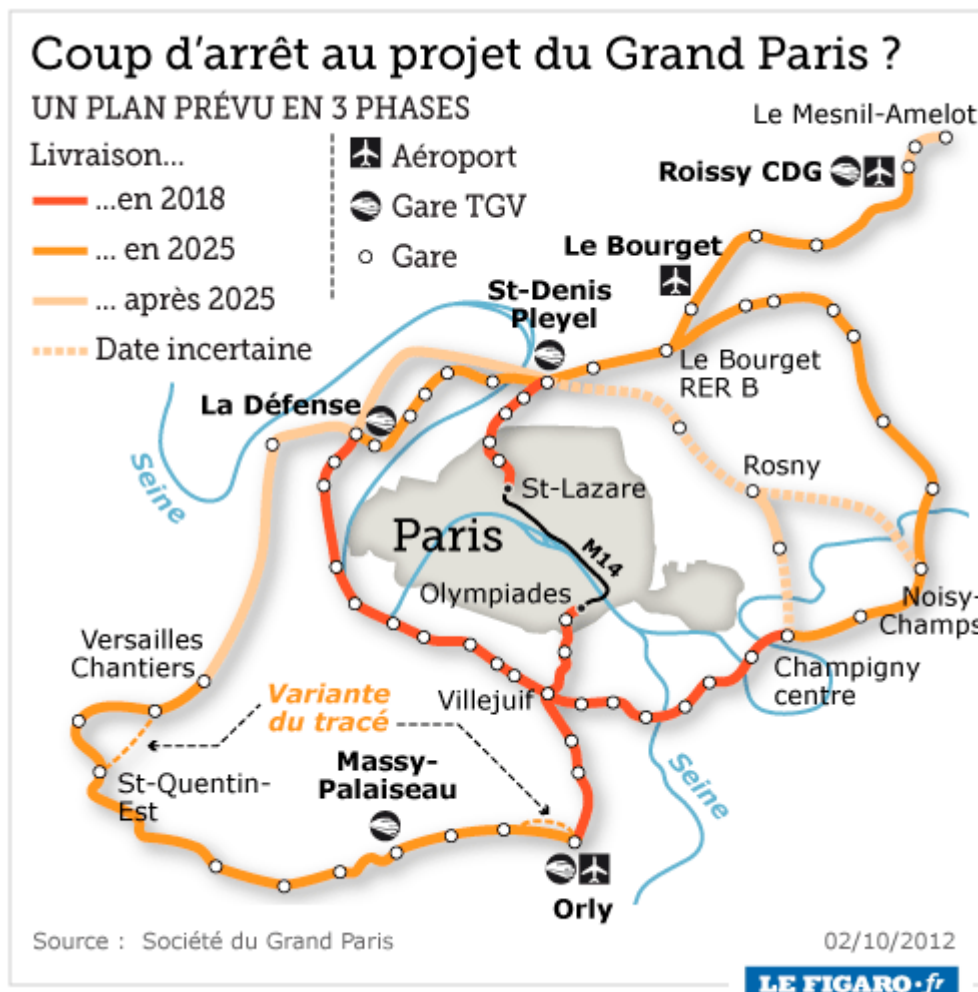 Coup d’arrêt au projet du Grand Paris ?
UN PLAN PRÉVU EN 3 PHASES
Livraison...
...en 2018
... en 2025
... après 2025
Date incertaine
Aéroport
Gare TGV
Gare
Le Mesnil-Amelot
Roissy CDG
Le Bourget
St-Denis
Pleyel
Le Bourget
RER B
La Défense
Seine
Rosny
St-Lazare
Paris
M14
Olympiades
Noisy-
Champs
Versailles
Chantiers
Villejuif
Champigny
centre
Variante
du tracé
St-Quentin-
Est
Massy-
Palaiseau
Seine
Orly
Source : Société du Grand Paris
02/10/2012
LE FIGARO·fr